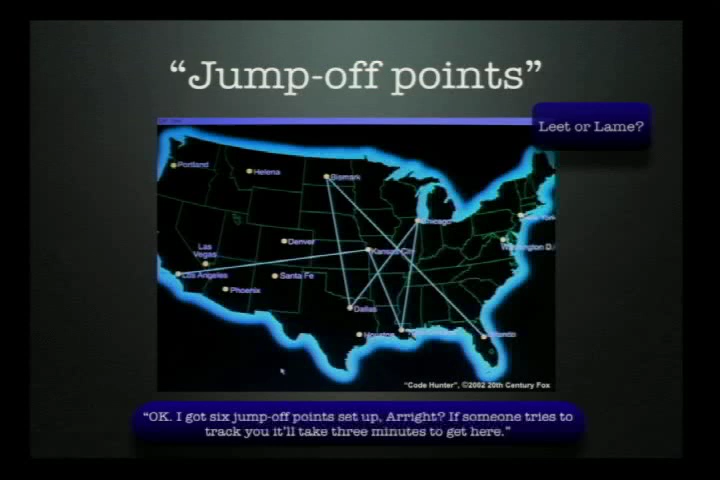 “Jump-off points”
Leet or Lame?
Portland
Helena
Bismark
Chicago
New York
Las
Vegas
Denver
Kansas City
Washington D.
Los Angeles
Santa Fe
Phoenix
Dallas
Houston
Orlando
"Code Hunter", ©2002 20th Century Fox
“OK. I got six jump-off points set up, Arright? If someone tries to
track you it’ll take three minutes to get here.”